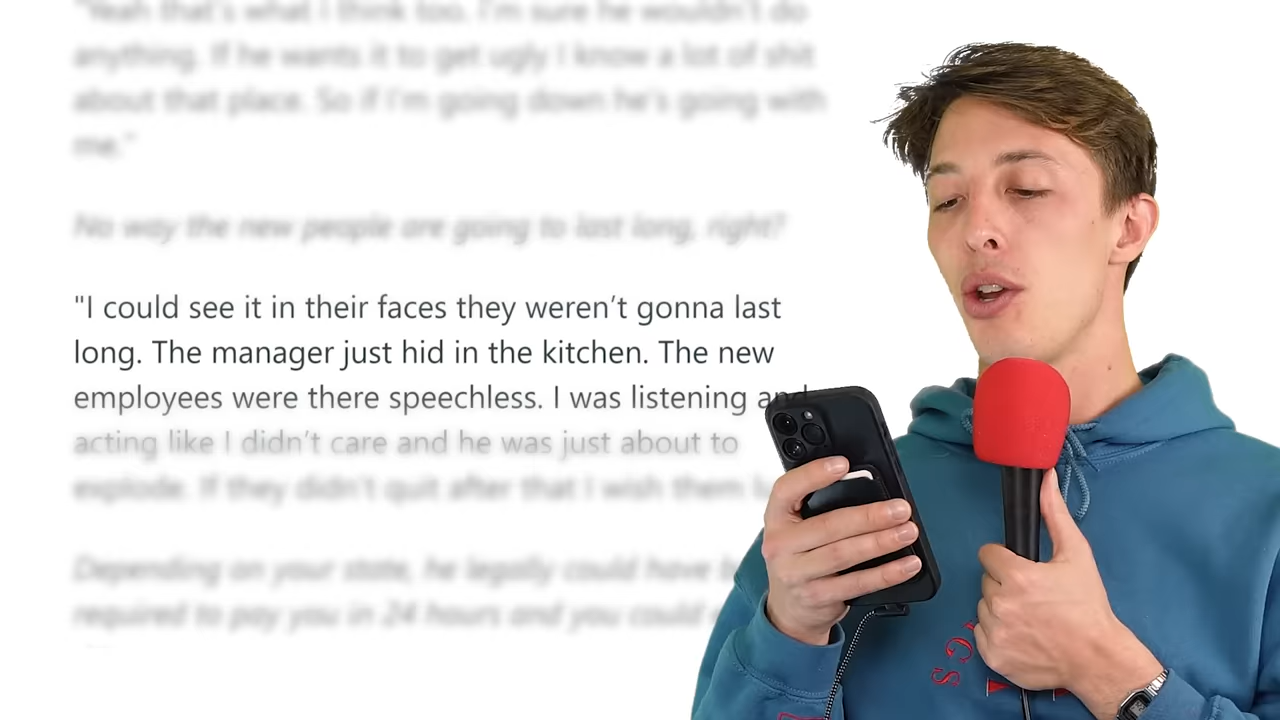 "Yeah that's what I think too. I'm sure he wouldn't do
anything. If he wants it to get ugly I know a lot of shit
about that place. So if I'm going down he's going with
me."
No way the new people are going to last long, right?
"I could see it in their faces they weren't gonna last
long. The manager just hid in the kitchen. The new
employees were there speechless. I was listening and
acting like I didn't care and he was just about to
explode. If they didn't quit after that I wish them
Depending on your state, he legally could have
required to pay you in 24 hours and you could
GS